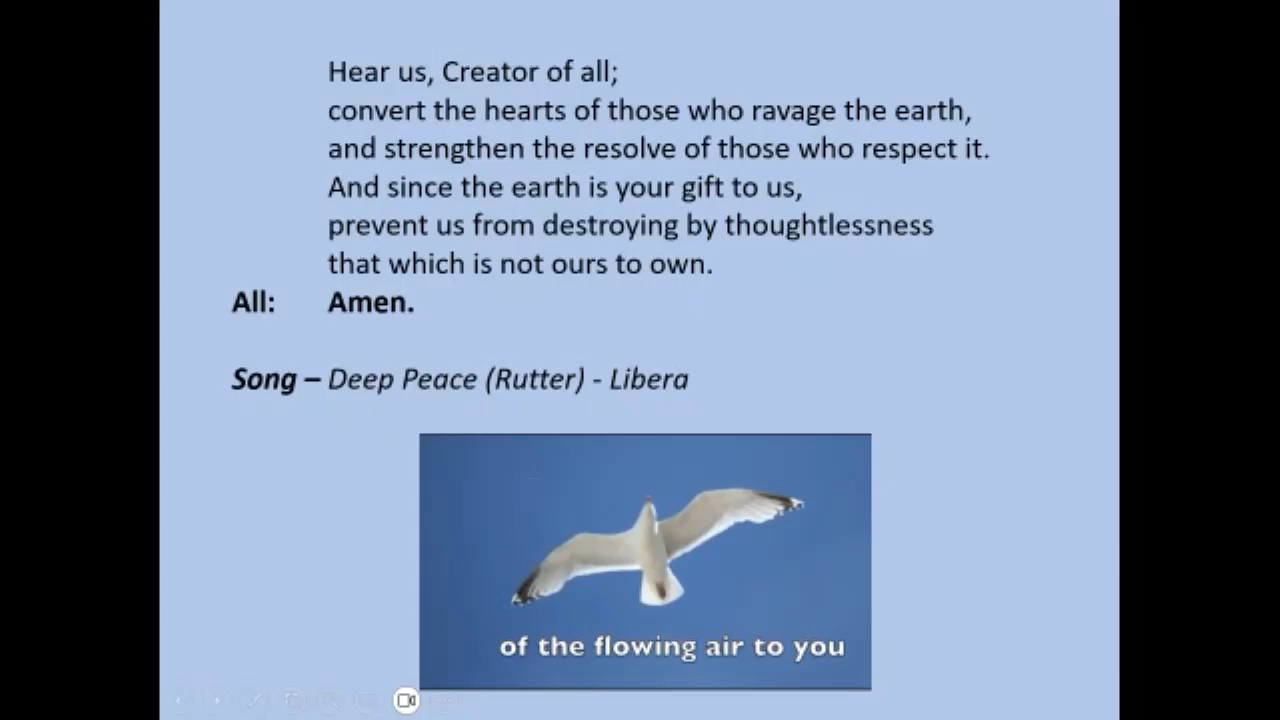 Hear us, Creator of all;
convert the hearts of those who ravage the earth,
and strengthen the resolve of those who respect it.
And since the earth is your gift to us,
prevent us from destroying by thoughtlessness
that which is not ours to own.
All: Amen.
Song – Deep Peace (Rutter) - Libera
of the flowing air to you